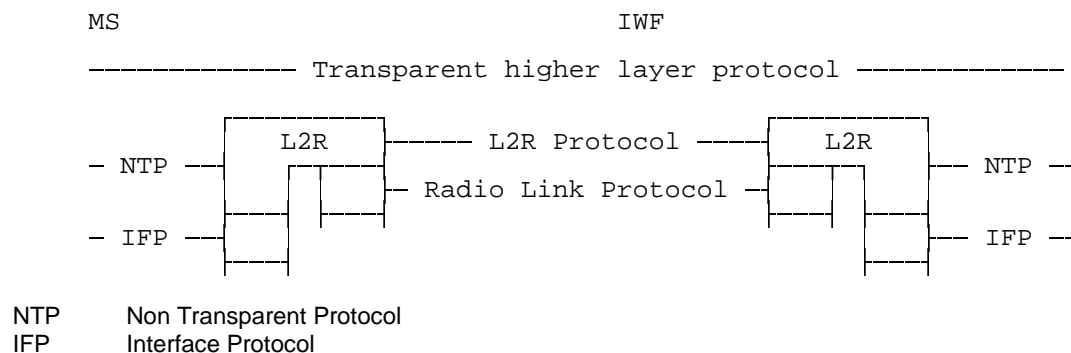 MS IWF
Transparent higher layer protocol
L2R L2R Protocol L2R
NTP NTP
Radio Link Protocol
IFP IFP
NTP Non Transparent Protocol
IFP Interface Protocol